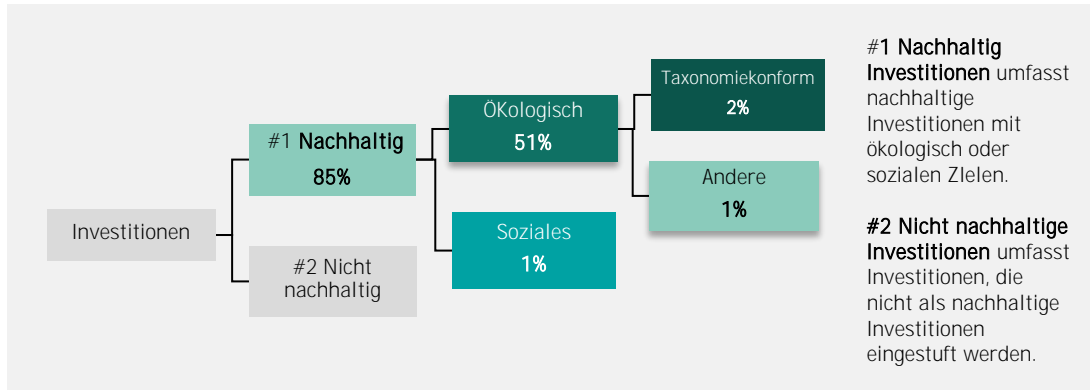 Investitionen
#1 Nachhaltig
85%
#2 Nicht
nachhaltig
ÖKologisch
51%
Soziales
1%
Taxonomiekonform
2%
Andere
1%
#1 Nachhaltig
Investitionen umfasst
nachhaltige
Investitionen mit
ökologisch oder
sozialen ZIelen.
#2 Nicht nachhaltige
Investitionen umfasst
Investitionen, die
nicht als nachhaltige
Investitionen
eingestuft werden.